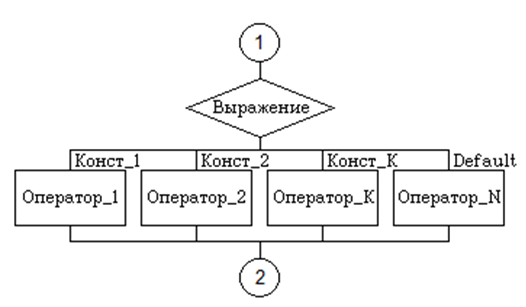 1
Выражение
Конст_1 Конст_2 Конст_К Default
Оператор_1 Оператор_2 Оператор_К Оператор_N
2